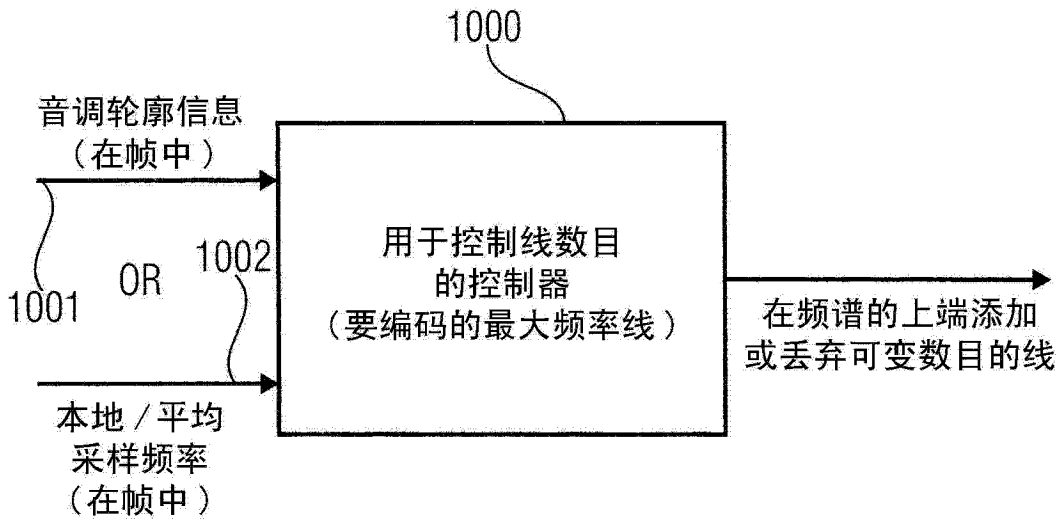 1000
音调轮廓信息
(在帧中)
1001
OR
1002
本地/平均
采样频率
(在帧中)
用于控制线数目
的控制器
(要编码的最大频率线)
在频谱的上端添加
或丢弃可变数目的线